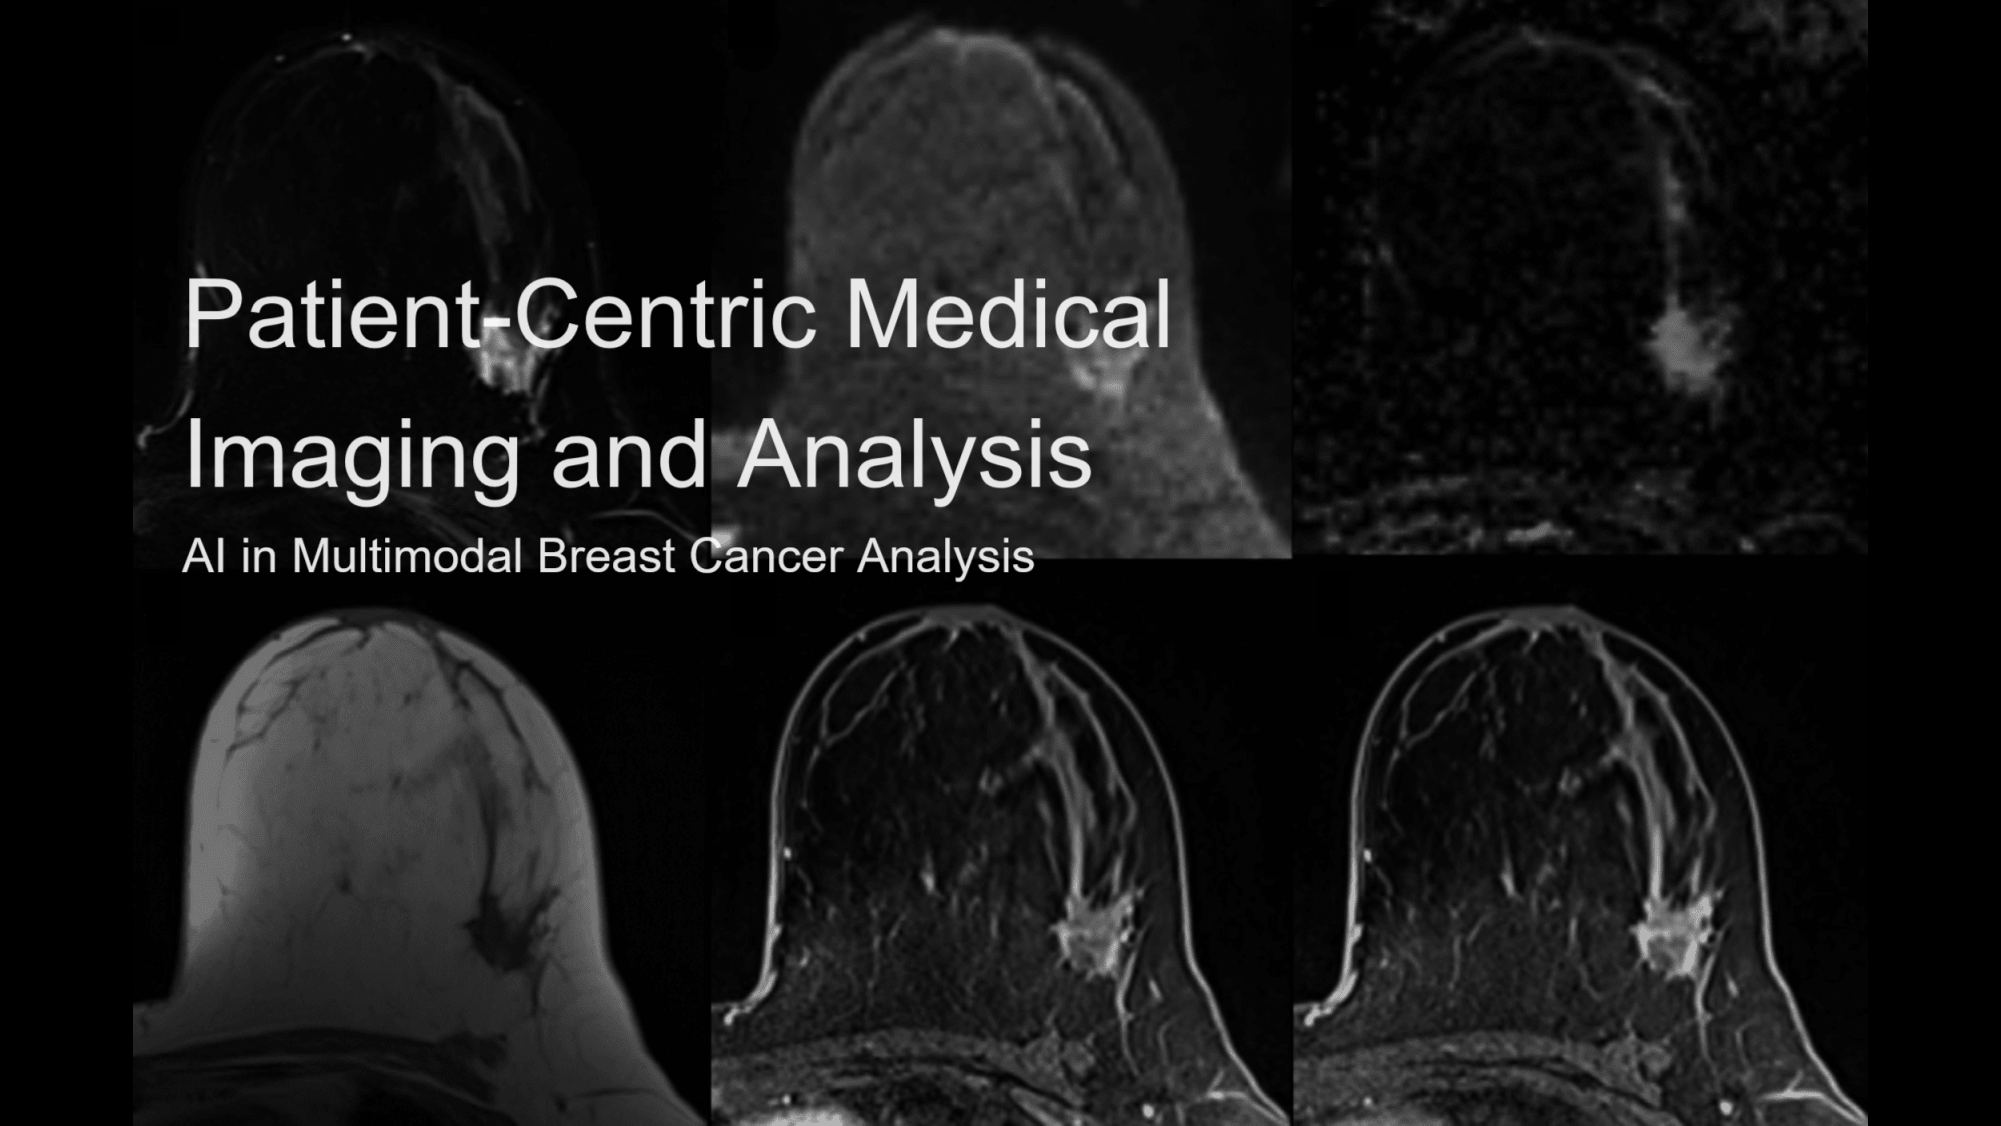 Patient-Centric Medical
Imaging and Analysis
AI in Multimodal Breast Cancer Analysis